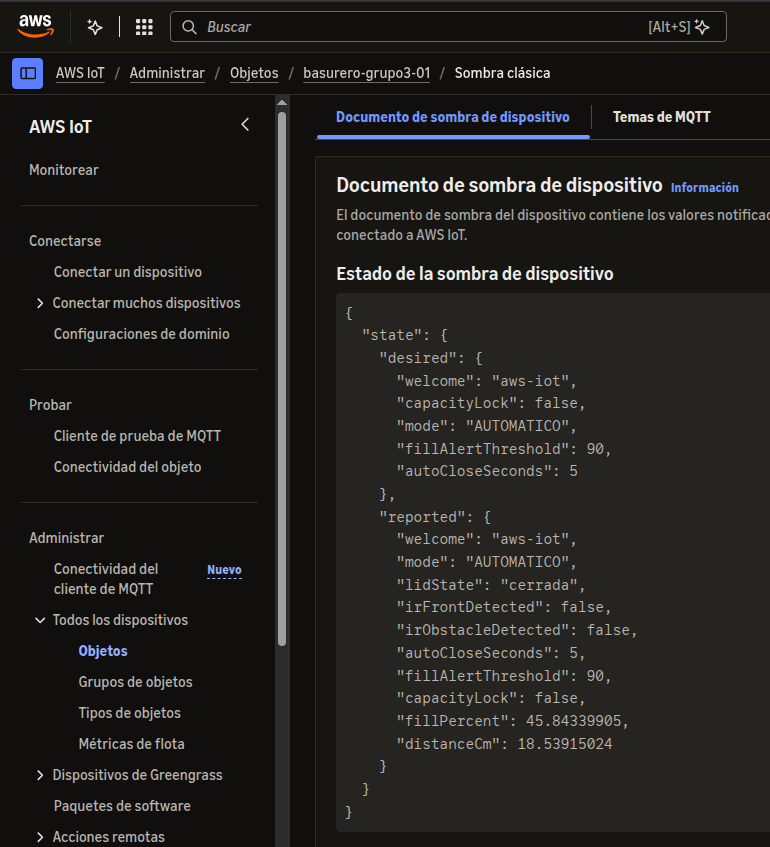 aws
Buscar
[Alt+S]
AWS IoT / Administrar / Objetos / basurero-grupo3-01 / Sombra clásica
AWS IoT
Monitorear
Conectarse
Conectar un dispositivo
Conectar muchos dispositivos
Configuraciones de dominio
Probar
Cliente de prueba de MQTT
Conectividad del objeto
Administrar
Conectividad del
cliente de MQTT
Nuevo
Todos los dispositivos
Objetos
Grupos de objetos
Tipos de objetos
Métricas de flota
Dispositivos de Greengrass
Paquetes de software
Acciones remotas
Documento de sombra de dispositivo
Temas de MQTT
Documento de sombra de dispositivo Información
El documento de sombra del dispositivo contiene los valores
conectado a AWS IoT.
Estado de la sombra de dispositivo
{
"state": {
"desired": {
"welcome": "aws-iot",
"capacityLock": false,
"mode": "AUTOMATICO",
"fillAlertThreshold": 90,
"autoCloseSeconds": 5
},
"reported": {
"welcome": "aws-iot",
"mode": "AUTOMATICO",
"lidState": "cerrada",
"irFrontDetected": false,
"irObstacleDetected": false,
"autoCloseSeconds": 5,
"fillAlertThreshold": 90,
"capacityLock": false,
"fillPercent": 45.84339905,
"distanceCm": 18.53915024
}
}
}